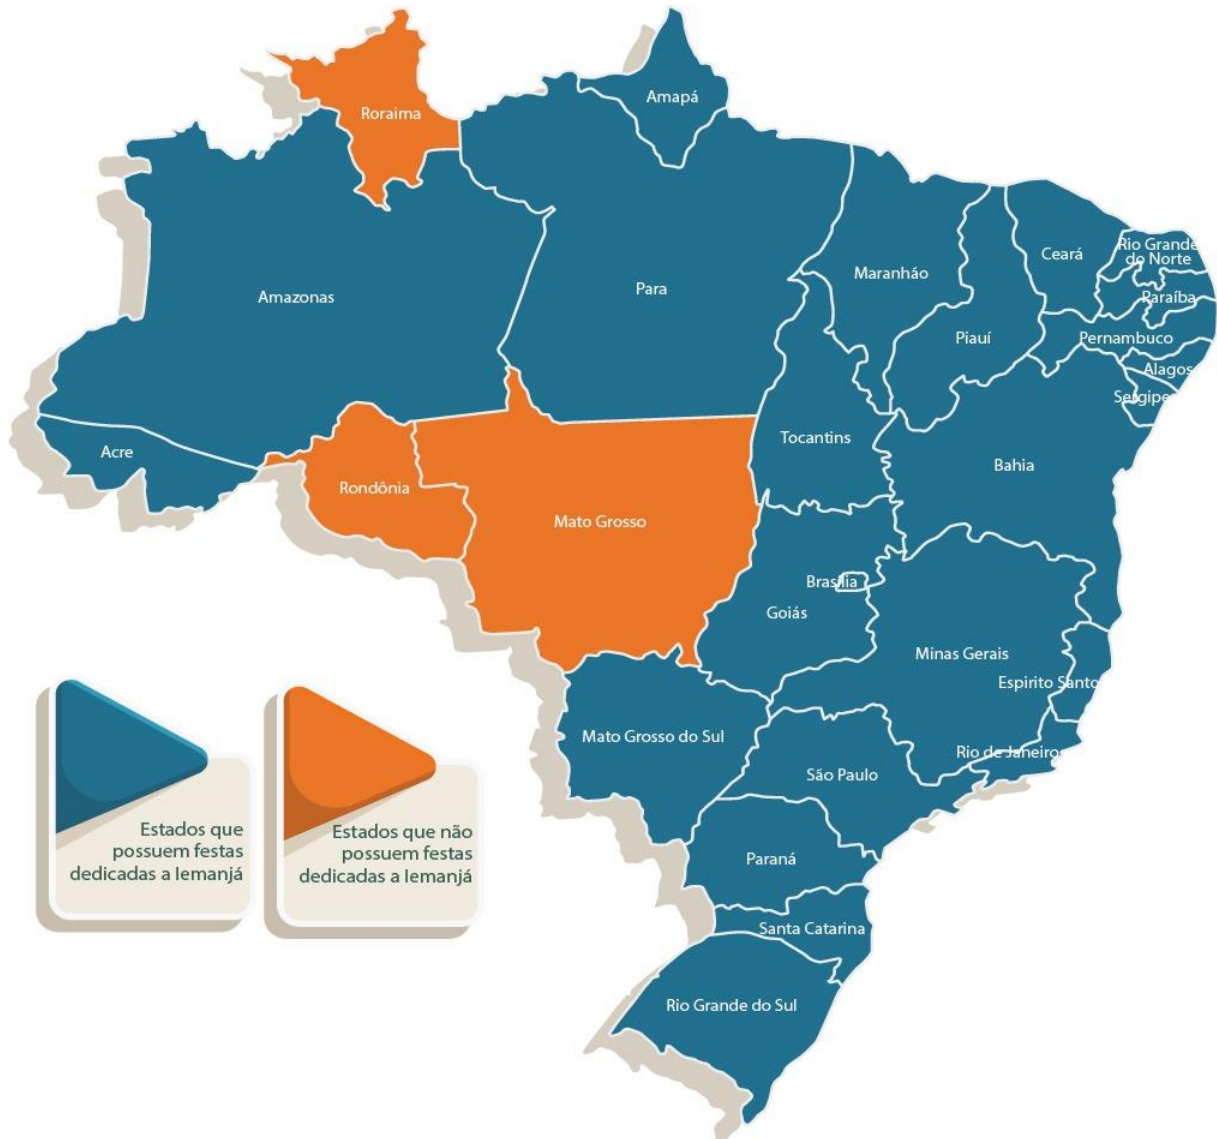 Roraima
Amapá
Amazonas
Para
Maranháo
Piauí
Ceará
Rio Grande
do Norte
Paraíba
Pernambuco
Alagos
Sergipe
Acre
Rondônia
Mato Grosso
Tocantins
Bahia
Brasília
Goiás
Minas Gerais
Espirito Santo
Mato Grosso do Sul
São Paulo
Rio de Janeiro
Paraná
Santa Catarina
Rio Grande do Sul
Estados que
possuem festas
dedicadas a Iemanjá
Estados que não
possuem festas
dedicadas a Iemanjá